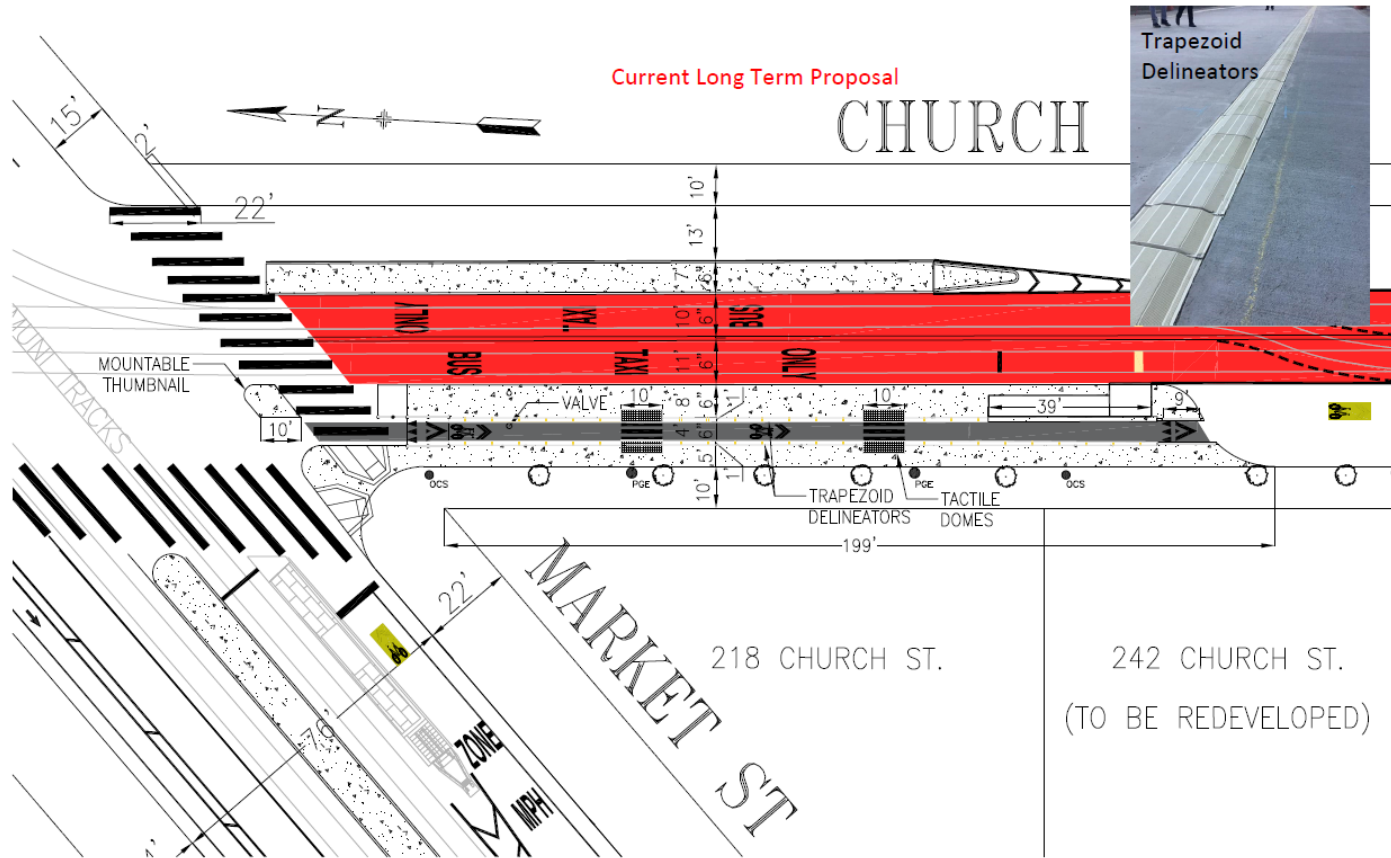 Trapezoid
Delineators
Current Long Term Proposal
N
CHURCH
15'
2'
22'
10'
13'
7'
6"
ONLY
"AX
BUS
10'
6"
BUS
TAXI
ONLY
11'
6"
MOUNTABLE
THUMBNAIL
MUNI TRACKS
10'
VALVE
10'
8'
6"
1'
10'
39'
9'
4'
6"
5'
1'
10'
OCS
PGE
PGE
OCS
TRAPEZOID
DELINEATORS
TACTILE
DOMES
199'
MARKET ST
22'
76'
ZONE
MPH
218 CHURCH ST.
242 CHURCH ST.
(TO BE REDEVELOPED)